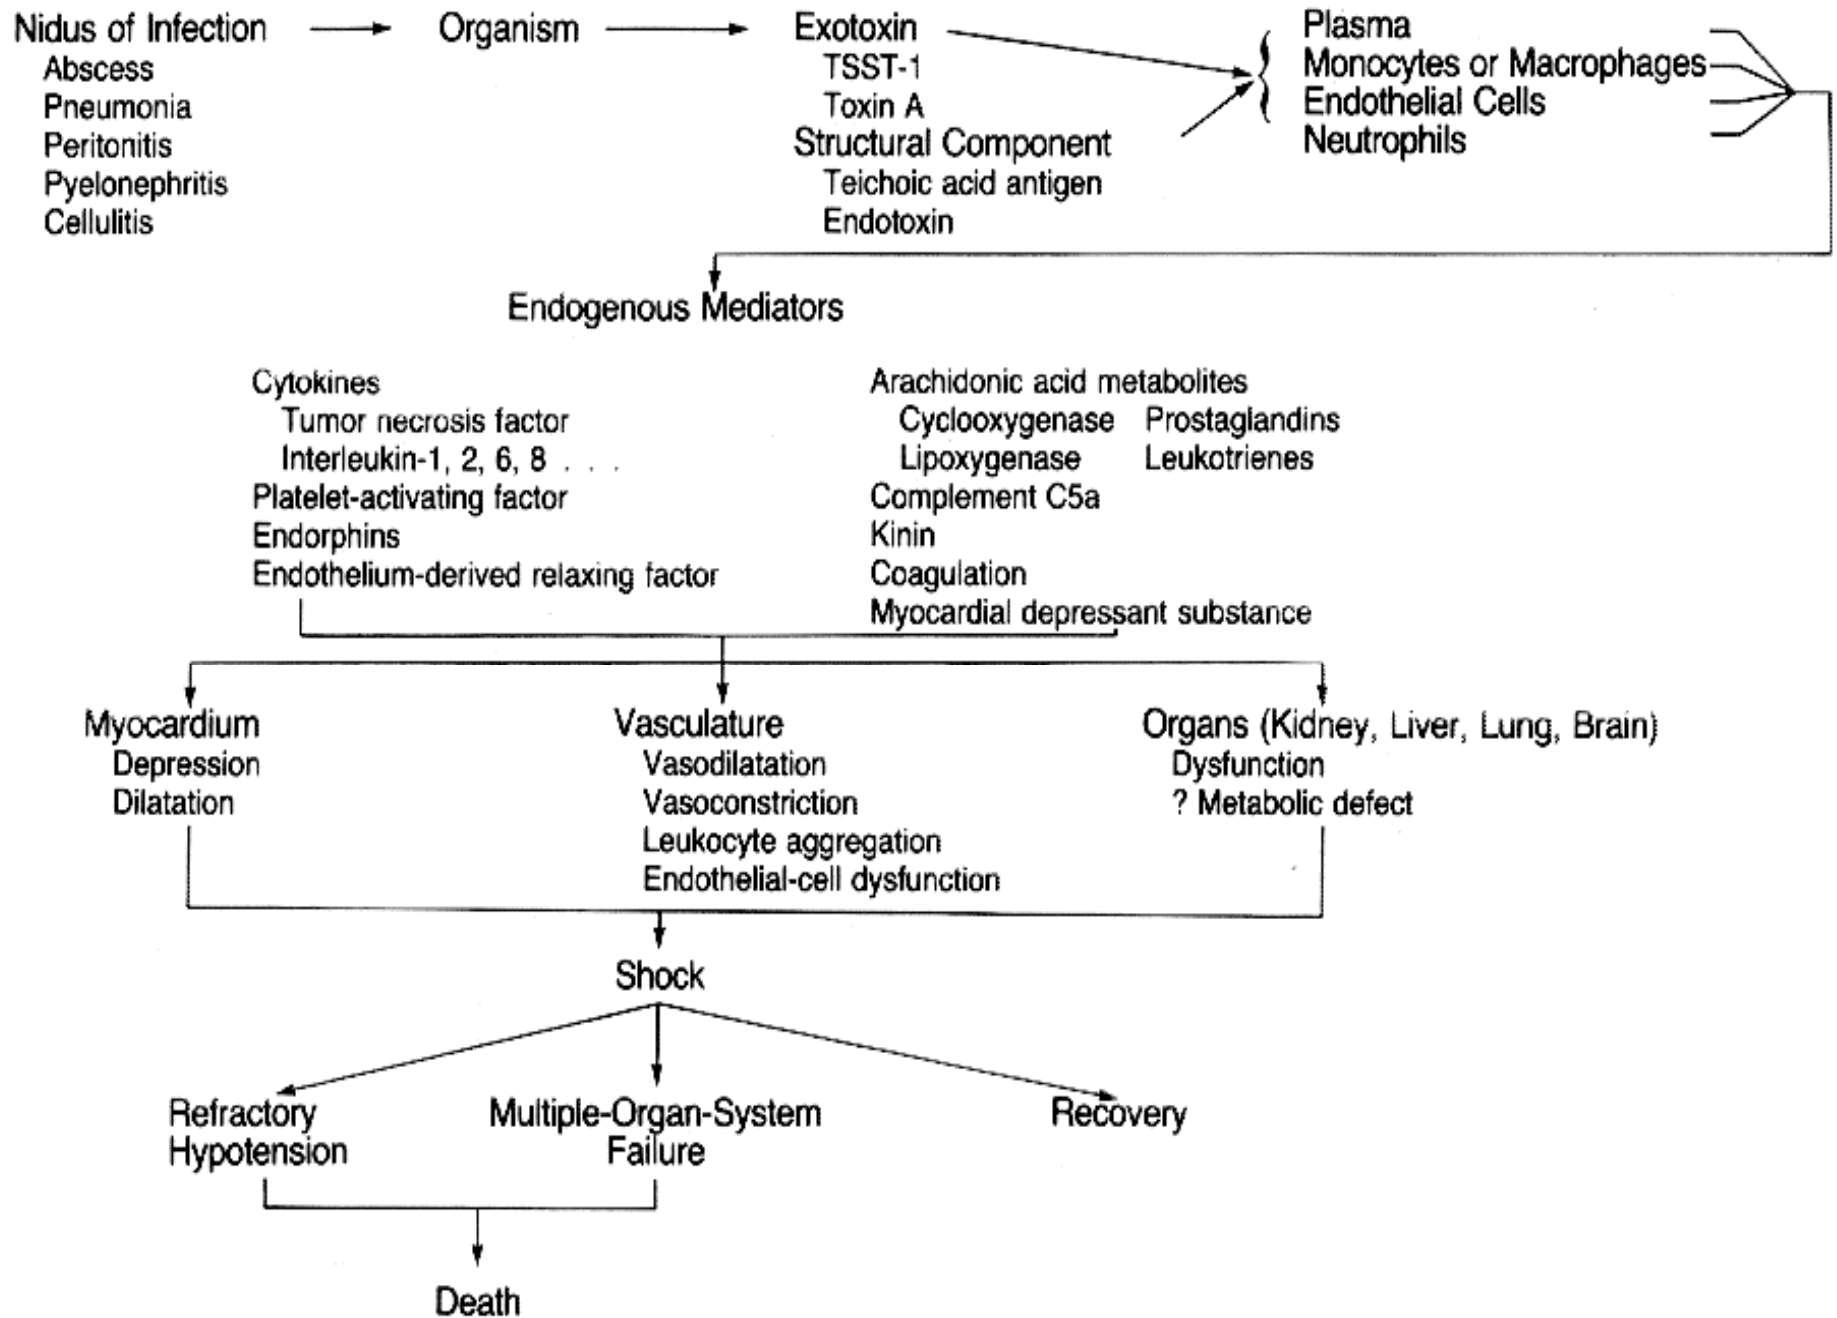 Nidus of Infection
Abscess
Pneumonia
Peritonitis
Pyelonephritis
Cellulitis
Organism
Exotoxin
TSST-1
Toxin A
Structural Component
Teichoic acid antigen
Endotoxin
Plasma
Monocytes or Macrophages
Endothelial Cells
Neutrophils
Endogenous Mediators
Cytokines
Tumor necrosis factor
Interleukin-1, 2, 6, 8 . . .
Platelet-activating factor
Endorphins
Endothelium-derived relaxing factor
Arachidonic acid metabolites
Cyclooxygenase Prostaglandins
Lipoxygenase Leukotrienes
Complement C5a
Kinin
Coagulation
Myocardial depressant substance
Myocardium
Depression
Dilatation
Vasculature
Vasodilatation
Vasoconstriction
Leukocyte aggregation
Endothelial-cell dysfunction
Organs (Kidney, Liver, Lung, Brain)
Dysfunction
? Metabolic defect
Shock
Refractory
Hypotension
Multiple-Organ-System
Failure
Recovery
Death